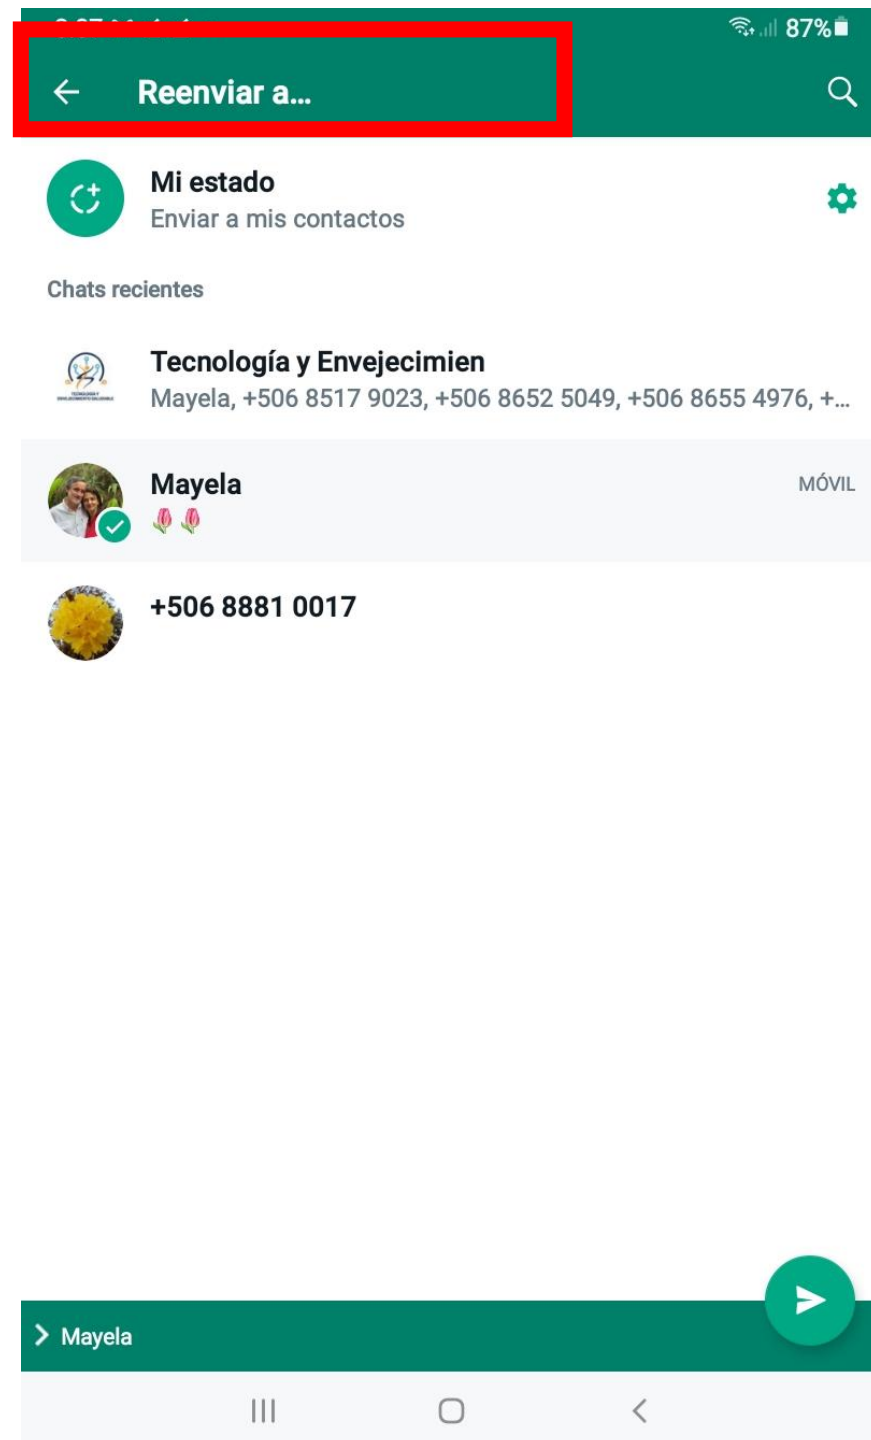 87%
Reenviar a...
Mi estado
Enviar a mis contactos
Chats recientes
Tecnología y Envejecimien
Mayela, +506 8517 9023, +506 8652 5049, +506 8655 4976, +...
Mayela
MÓVIL
🌷🌷
+506 8881 0017
Mayela